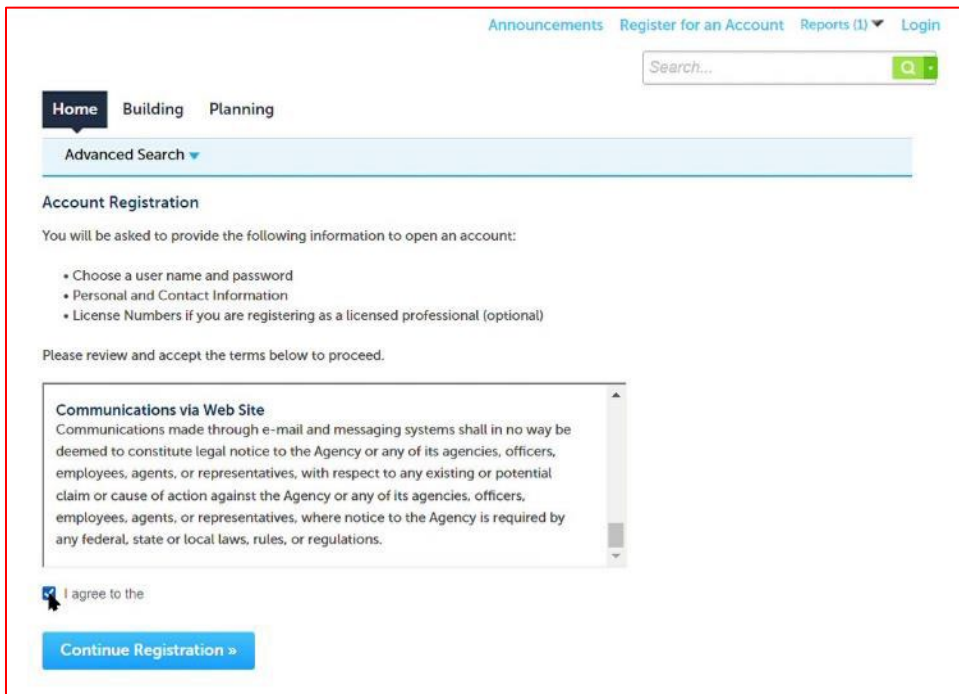 Announcements Register for an Account Reports (1) Login
Search...
Home Building Planning
Advanced Search
Account Registration
You will be asked to provide the following information to open an account:
• Choose a user name and password
• Personal and Contact Information
• License Numbers if you are registering as a licensed professional (optional)
Please review and accept the terms below to proceed.
Communications via Web Site
Communications made through e-mail and messaging systems shall in no way be
deemed to constitute legal notice to the Agency or any of its agencies, officers,
employees, agents, or representatives, with respect to any existing or potential
claim or cause of action against the Agency or any of its agencies, officers,
employees, agents, or representatives, where notice to the Agency is required by
any federal, state or local laws, rules, or regulations.
I agree to the
Continue Registration »